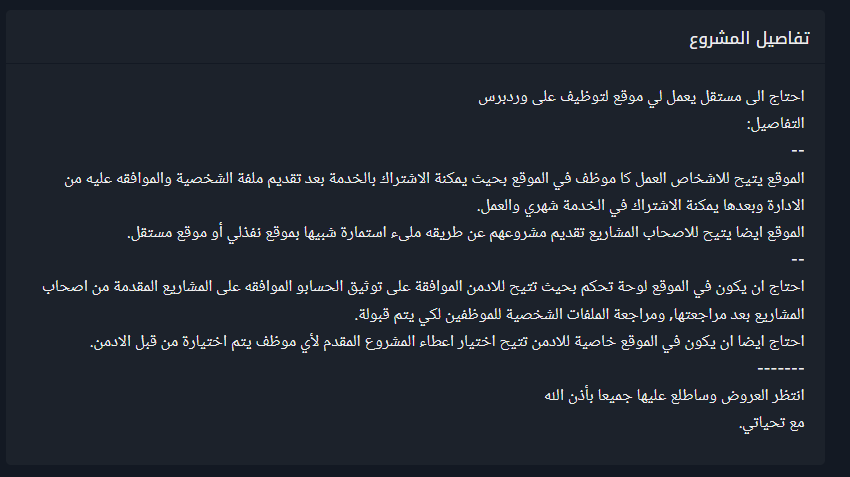 تفاصيل المشروع
احتاج الى مستقل يعمل لي موقع لتوظيف على وردبرس
التفاصيل:
--
الموقع يتيح للاشخاص العمل كا موظف في الموقع بحيث يمكنة الاشتراك بالخدمة بعد تقديم ملفة الشخصية والموافقه عليه من
الادارة وبعدها يمكنة الاشتراك في الخدمة شهري والعمل.
الموقع ايضا يتيح للاصحاب المشاريع تقديم مشروعهم عن طريقه ملىء استمارة شبيها بموقع نفذلي أو موقع مستقل.
--
احتاج ان يكون في الموقع لوحة تحكم بحيث تتيح للادمن الموافقة على توثيق الحسابو الموافقه على المشاريع المقدمة من اصحاب
المشاريع بعد مراجعتها, ومراجعة الملفات الشخصية للموظفين لكي يتم قبولة.
احتاج ايضا ان يكون في الموقع خاصية للادمن تتيح اختيار اعطاء المشروع المقدم لأي موظف يتم اختيارة من قبل الادمن.
-------
انتظر العروض وساطلع عليها جميعا بأذن الله
مع تحياتي.